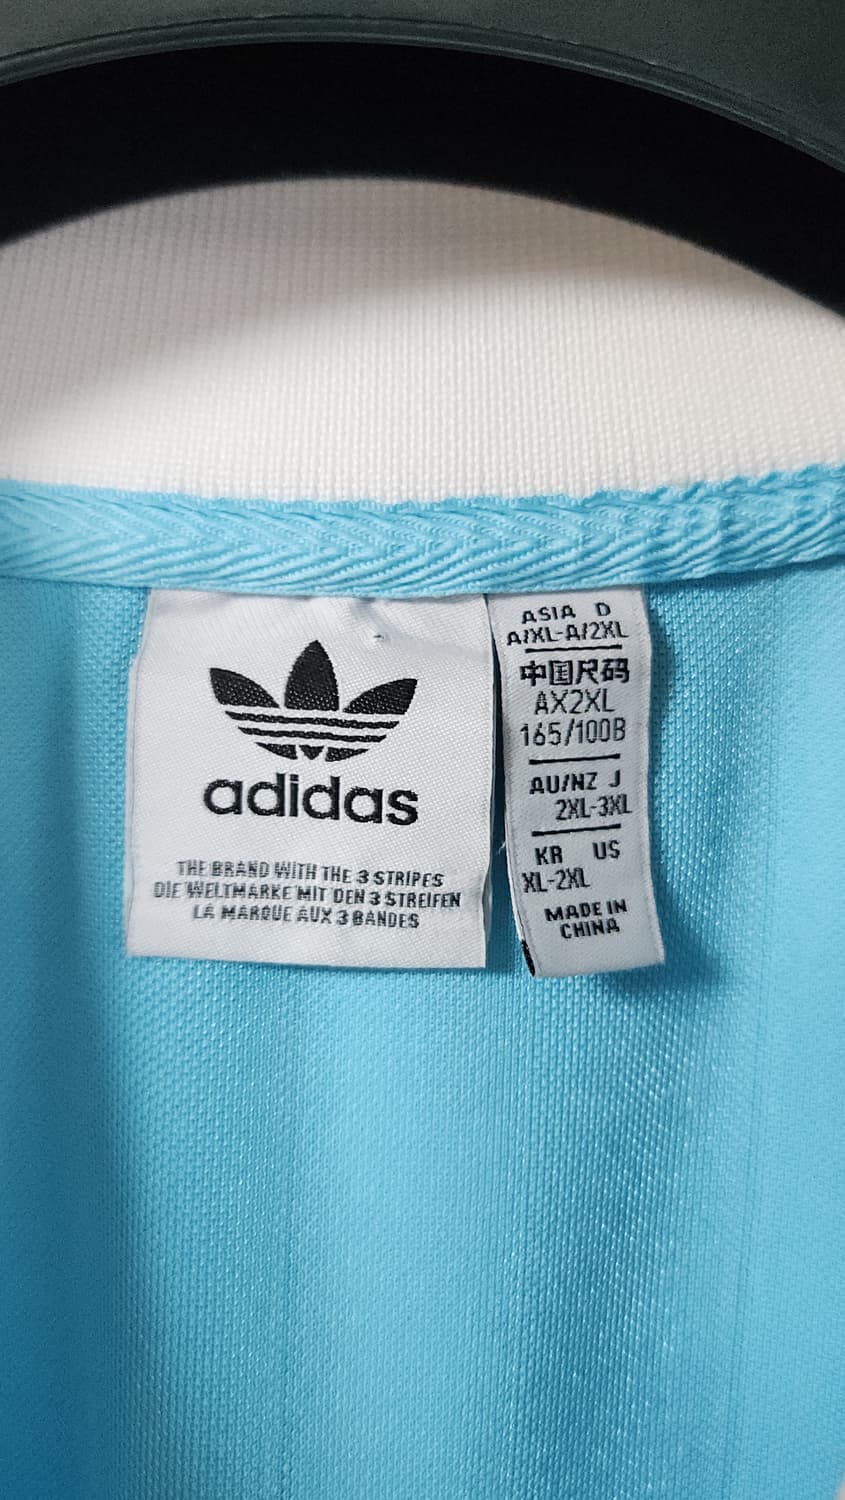 adidas
THE BRAND WITH THE 3 STRIPES
DIE WELTMARKE MIT DEN 3 STREIFEN
LA MARQUE AUX 3 BANDES
ASIA D
A/XL-A/2XL
中国尺码
AX2XL
165/100B
AU/NZ J
2XL-3XL
KR US
XL-2XL
MADE IN
CHINA